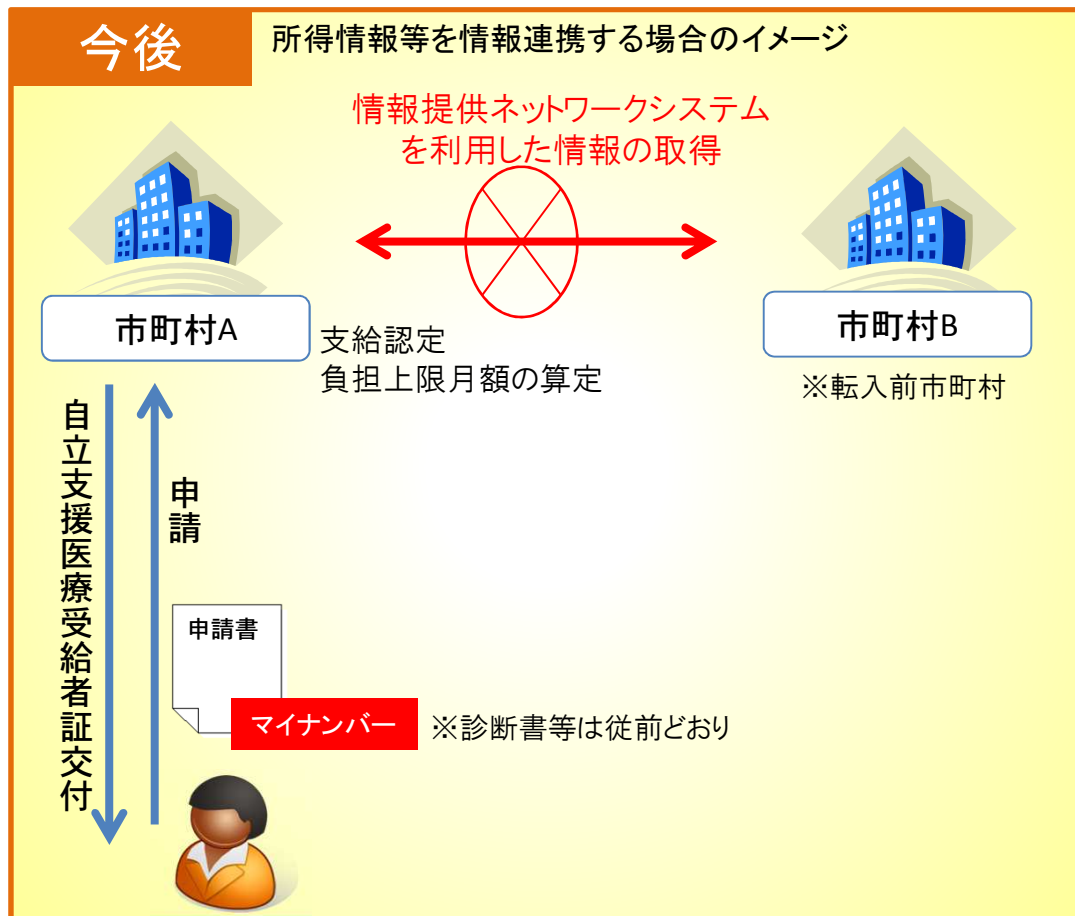 今後
所得情報等を情報連携する場合のイメージ
情報提供ネットワークシステム
を利用した情報の取得
市町村A
市町村B
支給認定
負担上限月額の算定
※転入前市町村
自立支援医療受給者証交付
申請
申請書
マイナンバー
※診断書等は従前どおり